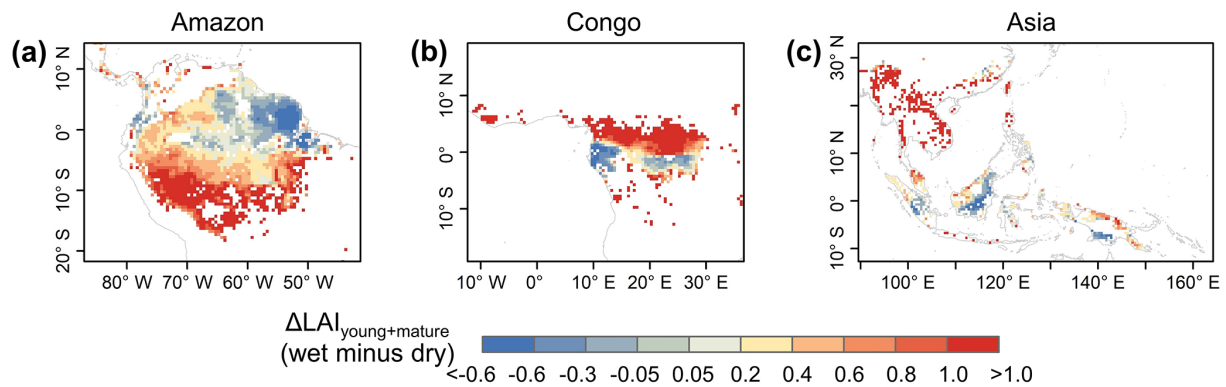 Amazon
Congo
Asia
(a)
(b)
(c)
10° N
0°
10° S
20° S
80° W 70° W 60° W 50° W
10° N
0°
10° S
10° W 0° 10° E 20° E 30° E
30° N
10° N
0°
10° S
100° E 120° E 140° E 160° E
ΔLAIyoung+mature
(wet minus dry)
<-0.6 -0.6 -0.3 -0.05 0.05 0.2 0.4 0.6 0.8 1.0 >1.0